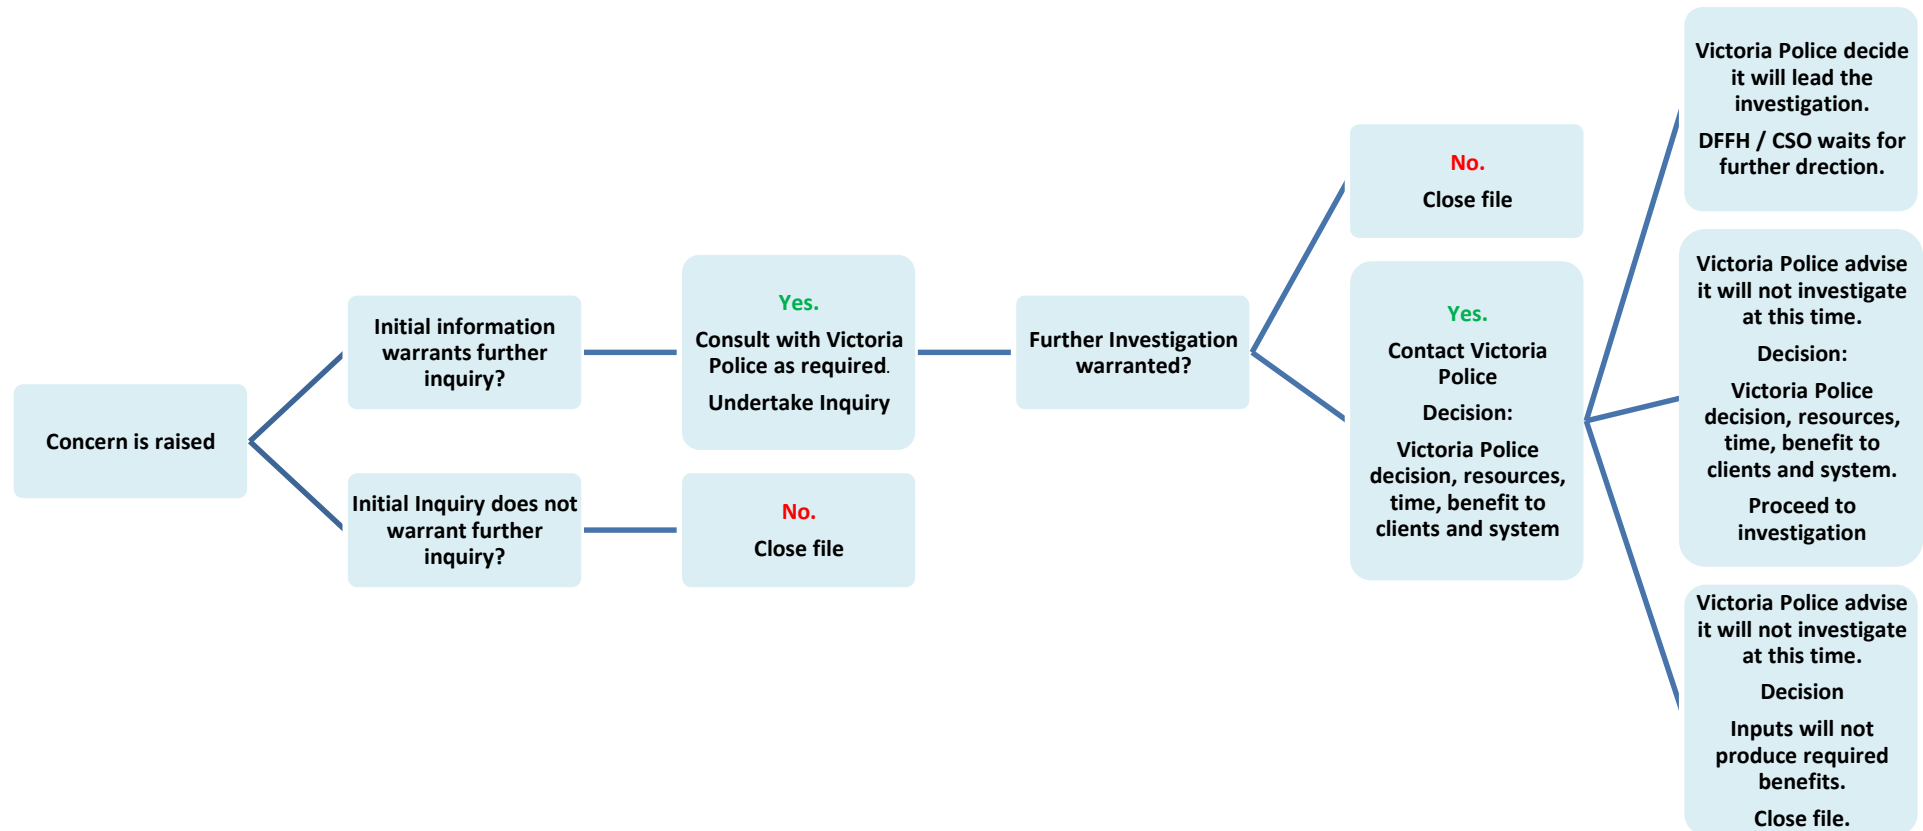 Concern is raised
Initial information
warrants further
inquiry?
Initial Inquiry does not
warrant further
inquiry?
Yes.
Consult with Victoria
Police as required.
Undertake Inquiry
No.
Close file
Further Investigation
warranted?
No.
Close file
Yes.
Contact Victoria
Police
Decision:
Victoria Police
decision, resources,
time, benefit to
clients and system
Victoria Police decide
it will lead the
investigation.
DFFH / CSO waits for
further drection.
Victoria Police advise
it will not investigate
at this time.
Decision:
Victoria Police
decision, resources,
time, benefit to
clients and system.
Proceed to
investigation
Victoria Police advise
it will not investigate
at this time.
Decision
Inputs will not
produce required
benefits.
Close file.